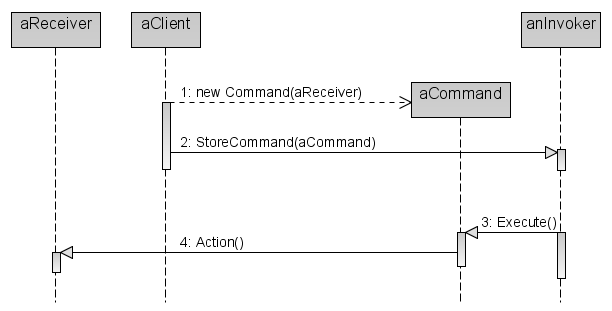 aReceiver
aClient
anInvoker
1: new Command(aReceiver)
aCommand
2: StoreCommand(aCommand)
3: Execute()
4: Action()